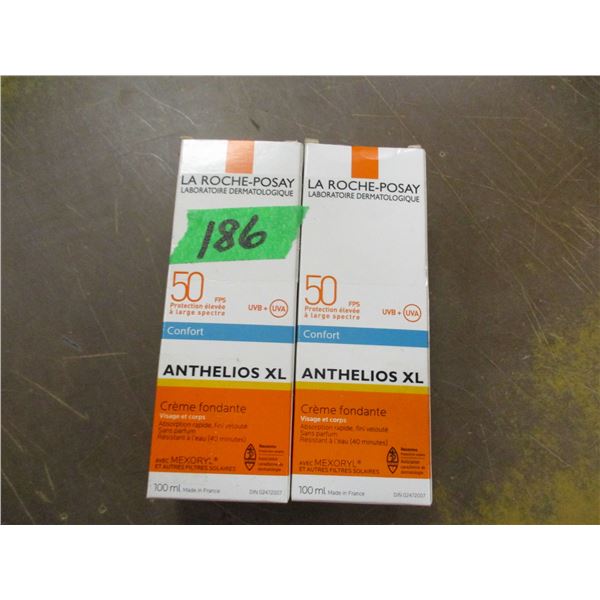 LA ROCHE-POSAY
LABORATOIRE DERMATOLOGIQUE
186
50
FPS
Protection élevée
à large spectre
UVB + UVA
Confort
ANTHELIOS XL
Crème fondante
Visage et corps
Absorption rapide, fini velouté
Sans parfum
Résistant à l'eau (40 minutes)
AVEC MEXORYL®
ET AUTRES FILTRES SOLAIRES
100 ml Made in France
DIN 02472007
LA ROCHE-POSAY
LABORATOIRE DERMATOLOGIQUE
50
FPS
Protection élevée
à large spectre
UVB + UVA
Confort
ANTHELIOS XL
Crème fondante
Visage et corps
Absorption rapide, fini velouté
Sans parfum
Résistant à l'eau (40 minutes)
AVEC MEXORYL®
ET AUTRES FILTRES SOLAIRES
100 ml Made in France
DIN 02472007